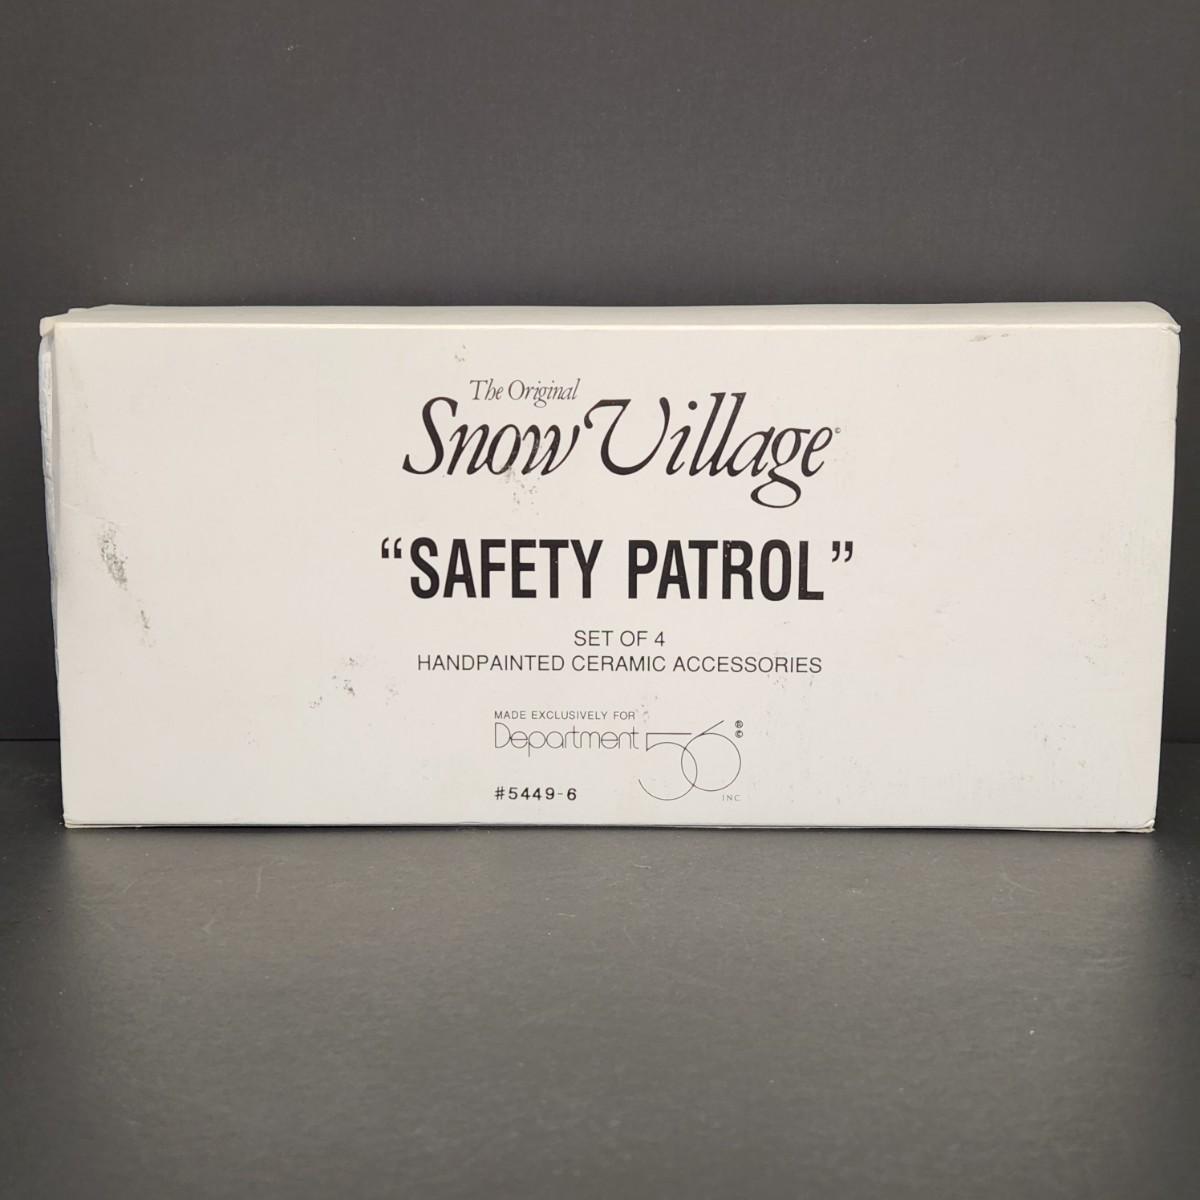 The Original
Snow Village©
“SAFETY PATROL”
SET OF 4
HANDPAINTED CERAMIC ACCESSORIES
MADE EXCLUSIVELY FOR
Department 56 ® ©
INC.
#5449-6